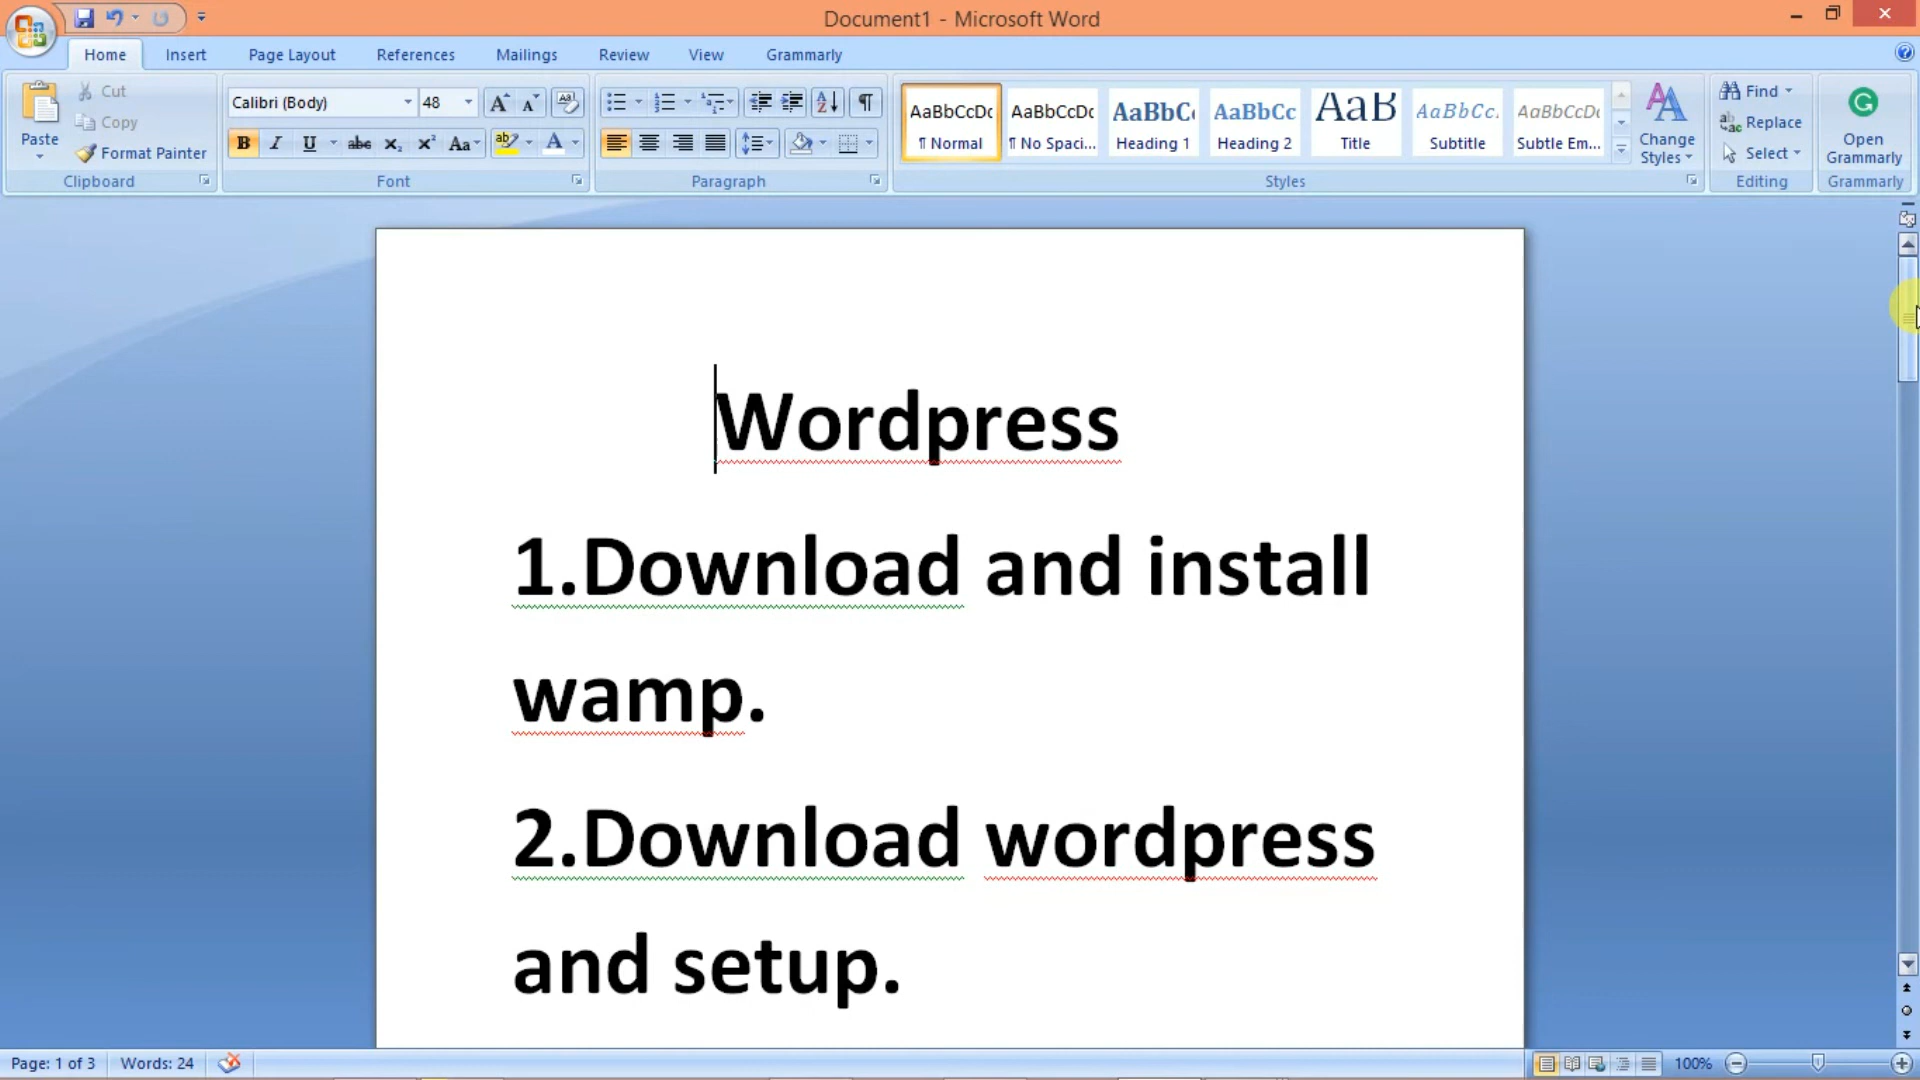 Document1 - Microsoft Word
Home Insert Page Layout References Mailings Review View Grammarly
Paste Cut Copy Format Painter Clipboard
Calibri (Body) 48 Font
Paragraph
AaBbCcDc AaBbCcDc AaBbC AaBbCc AaB AaBbCc. AaBbCcDc
¶ Normal ¶ No Spaci... Heading 1 Heading 2 Title Subtitle Subtle Em...
Change Styles Styles
Find Replace Select Editing
Open Grammarly Grammarly
Wordpress
1.Download and install
wamp.
2.Download wordpress
and setup.
Page: 1 of 3 Words: 24 100%